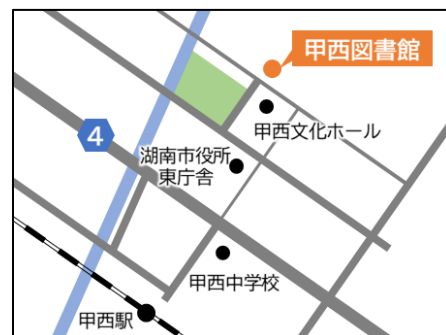 甲西図書館
甲西文化ホール
4
湖南市役所
東庁舎
甲西中学校
甲西駅